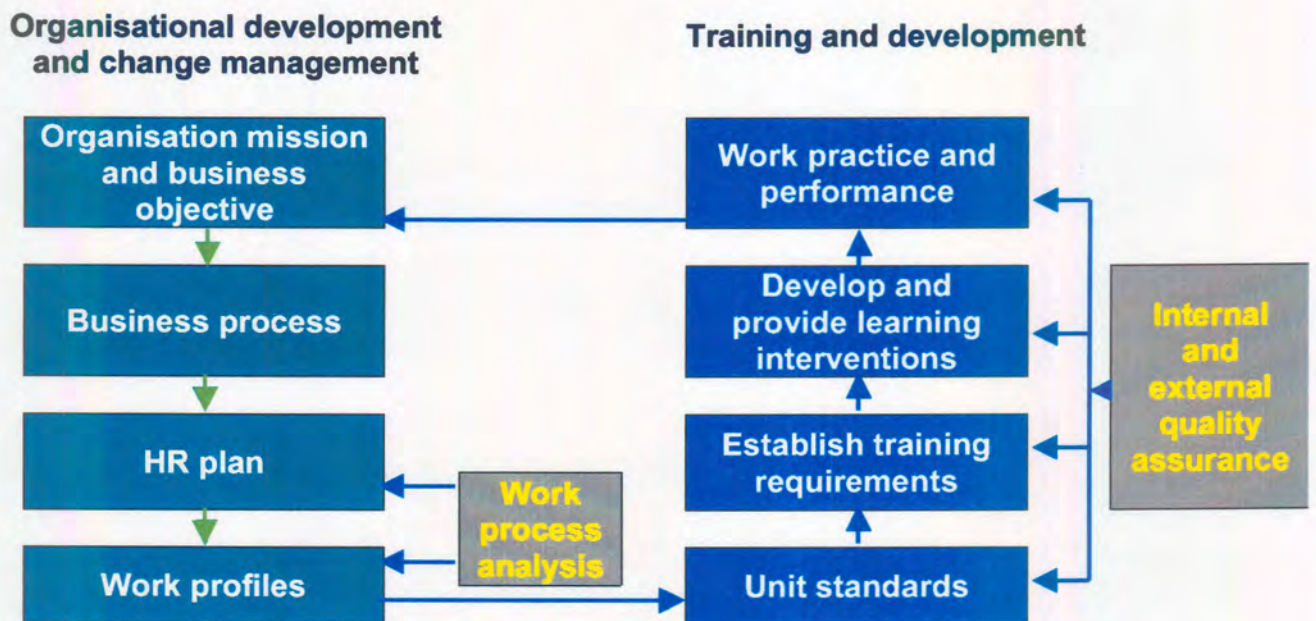 Organisational development
and change management
Training and development
Organisation mission
and business
objective
Business process
HR plan
Work profiles
Work
process
analysis
Work practice and
performance
Develop and
provide learning
interventions
Establish training
requirements
Unit standards
Internal
and
external
quality
assurance